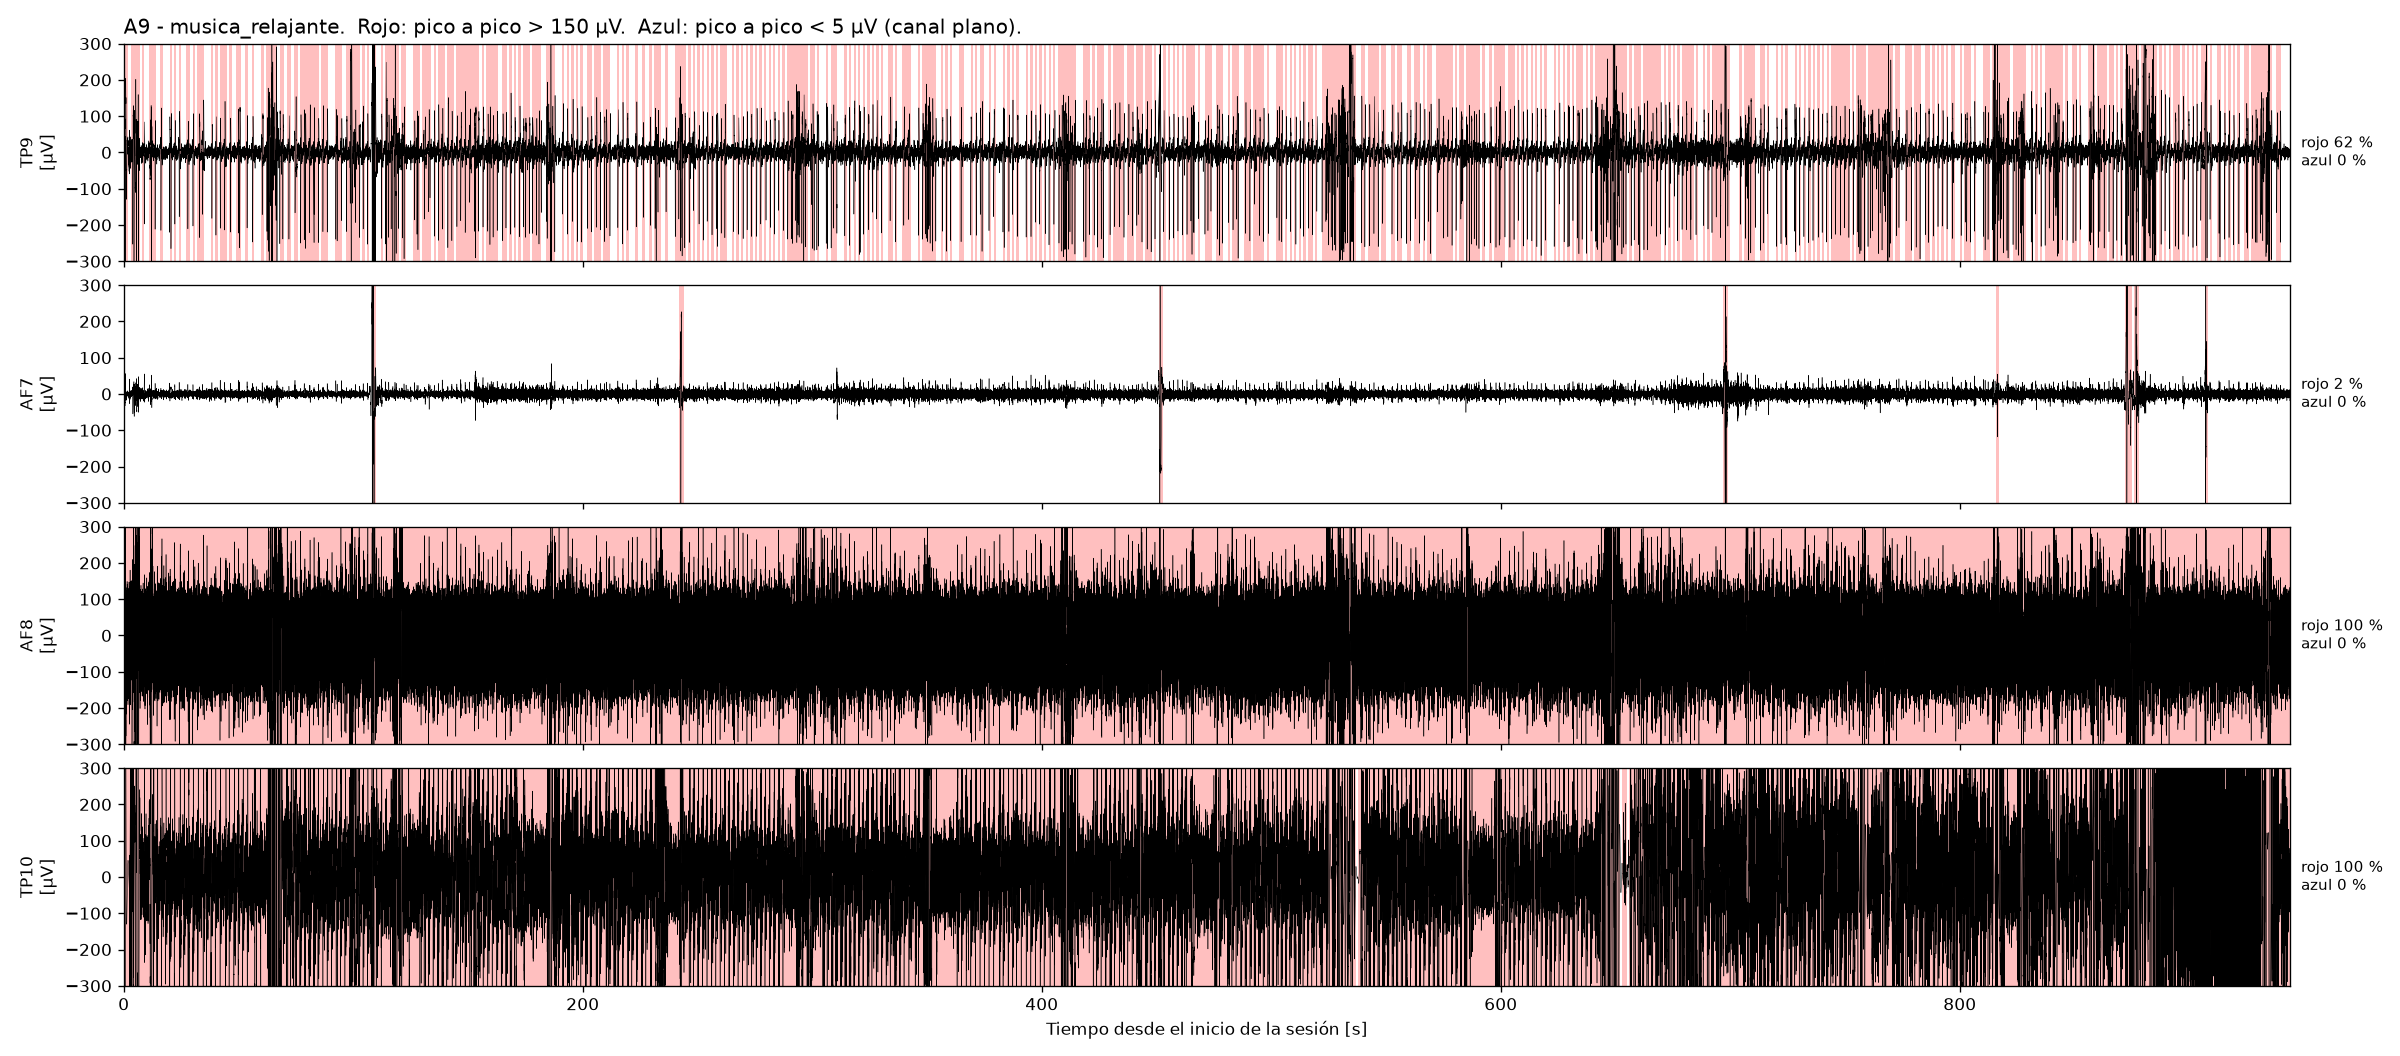 A9 - musica_relajante.  Rojo: pico a pico > 150 µV.  Azul: pico a pico < 5 µV (canal plano).
300
200
100
0
−100
−200
−300
TP9
[µV]
rojo 62 %
azul 0 %
300
200
100
0
−100
−200
−300
AF7
[µV]
rojo 2 %
azul 0 %
300
200
100
0
−100
−200
−300
AF8
[µV]
rojo 100 %
azul 0 %
300
200
100
0
−100
−200
−300
TP10
[µV]
rojo 100 %
azul 0 %
0 200 400 600 800
Tiempo desde el inicio de la sesión [s]